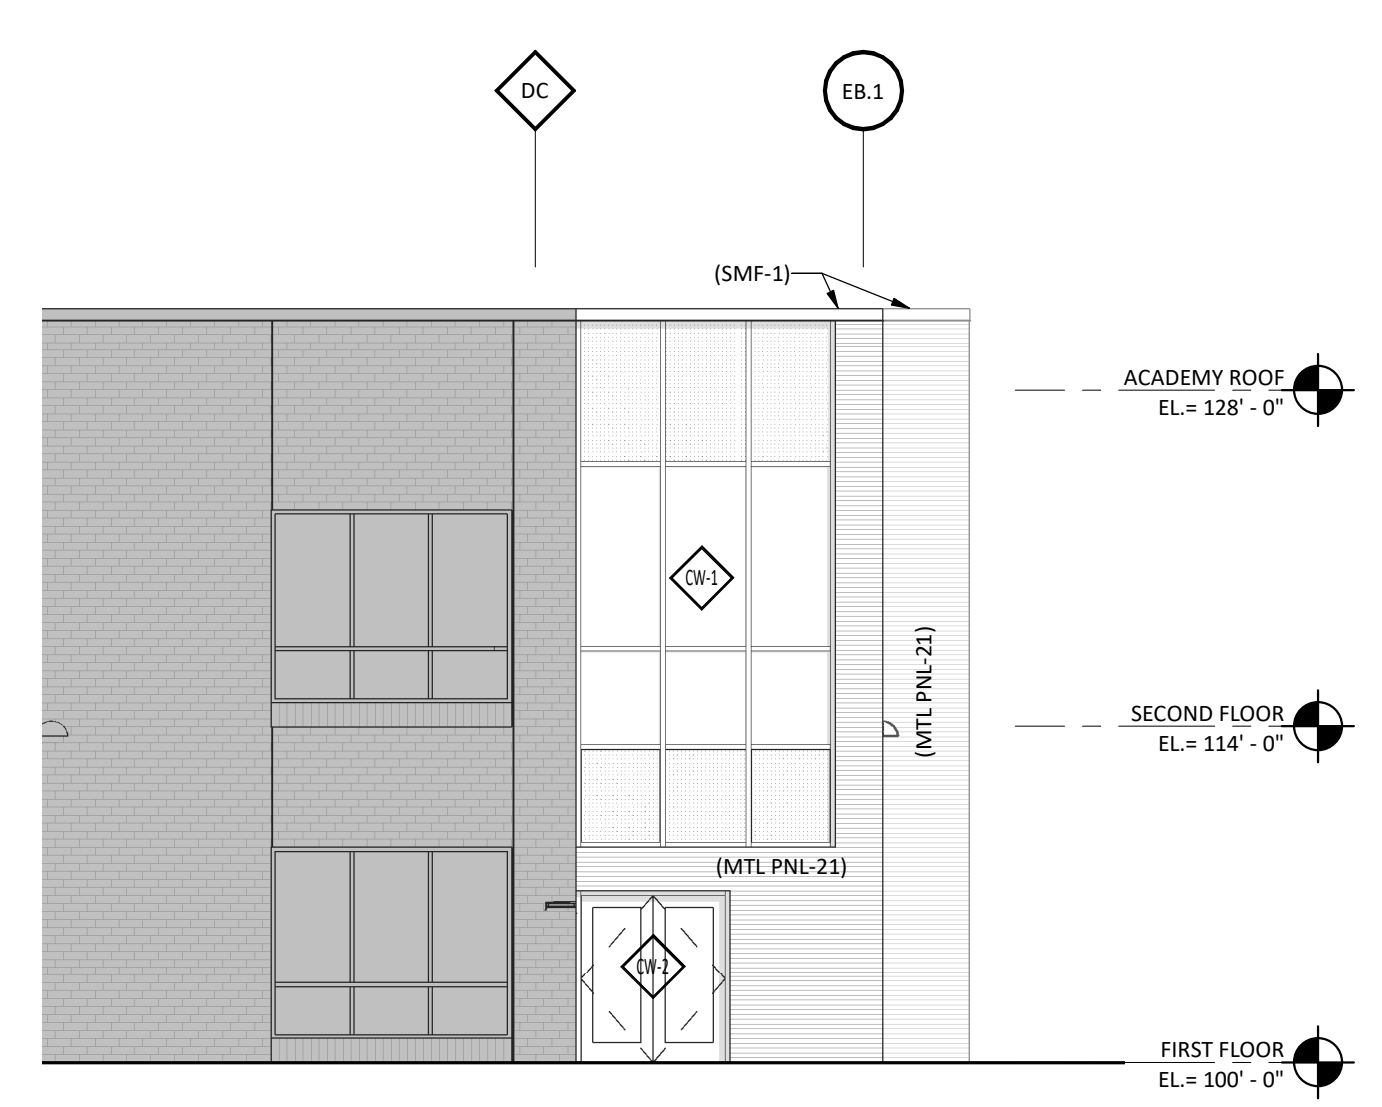 DC
EB.1
(SMF-1)
ACADEMY ROOF
EL.= 128' - 0"
CW-1
(MTL PNL-21)
SECOND FLOOR
EL.= 114' - 0"
(MTL PNL-21)
CW-2
FIRST FLOOR
EL.= 100' - 0"